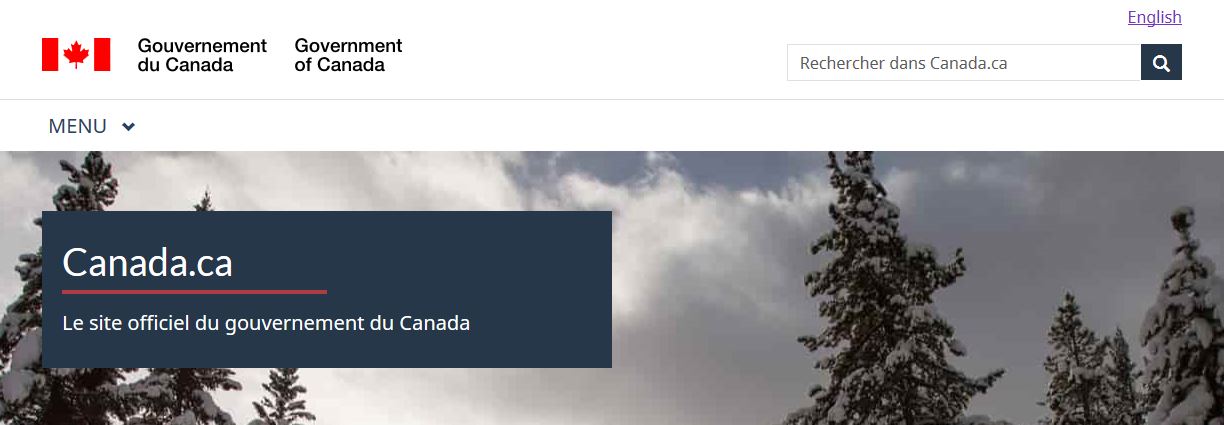 English
Gouvernement
du Canada
Government
of Canada
Rechercher dans Canada.ca
MENU
Canada.ca
Le site officiel du gouvernement du Canada